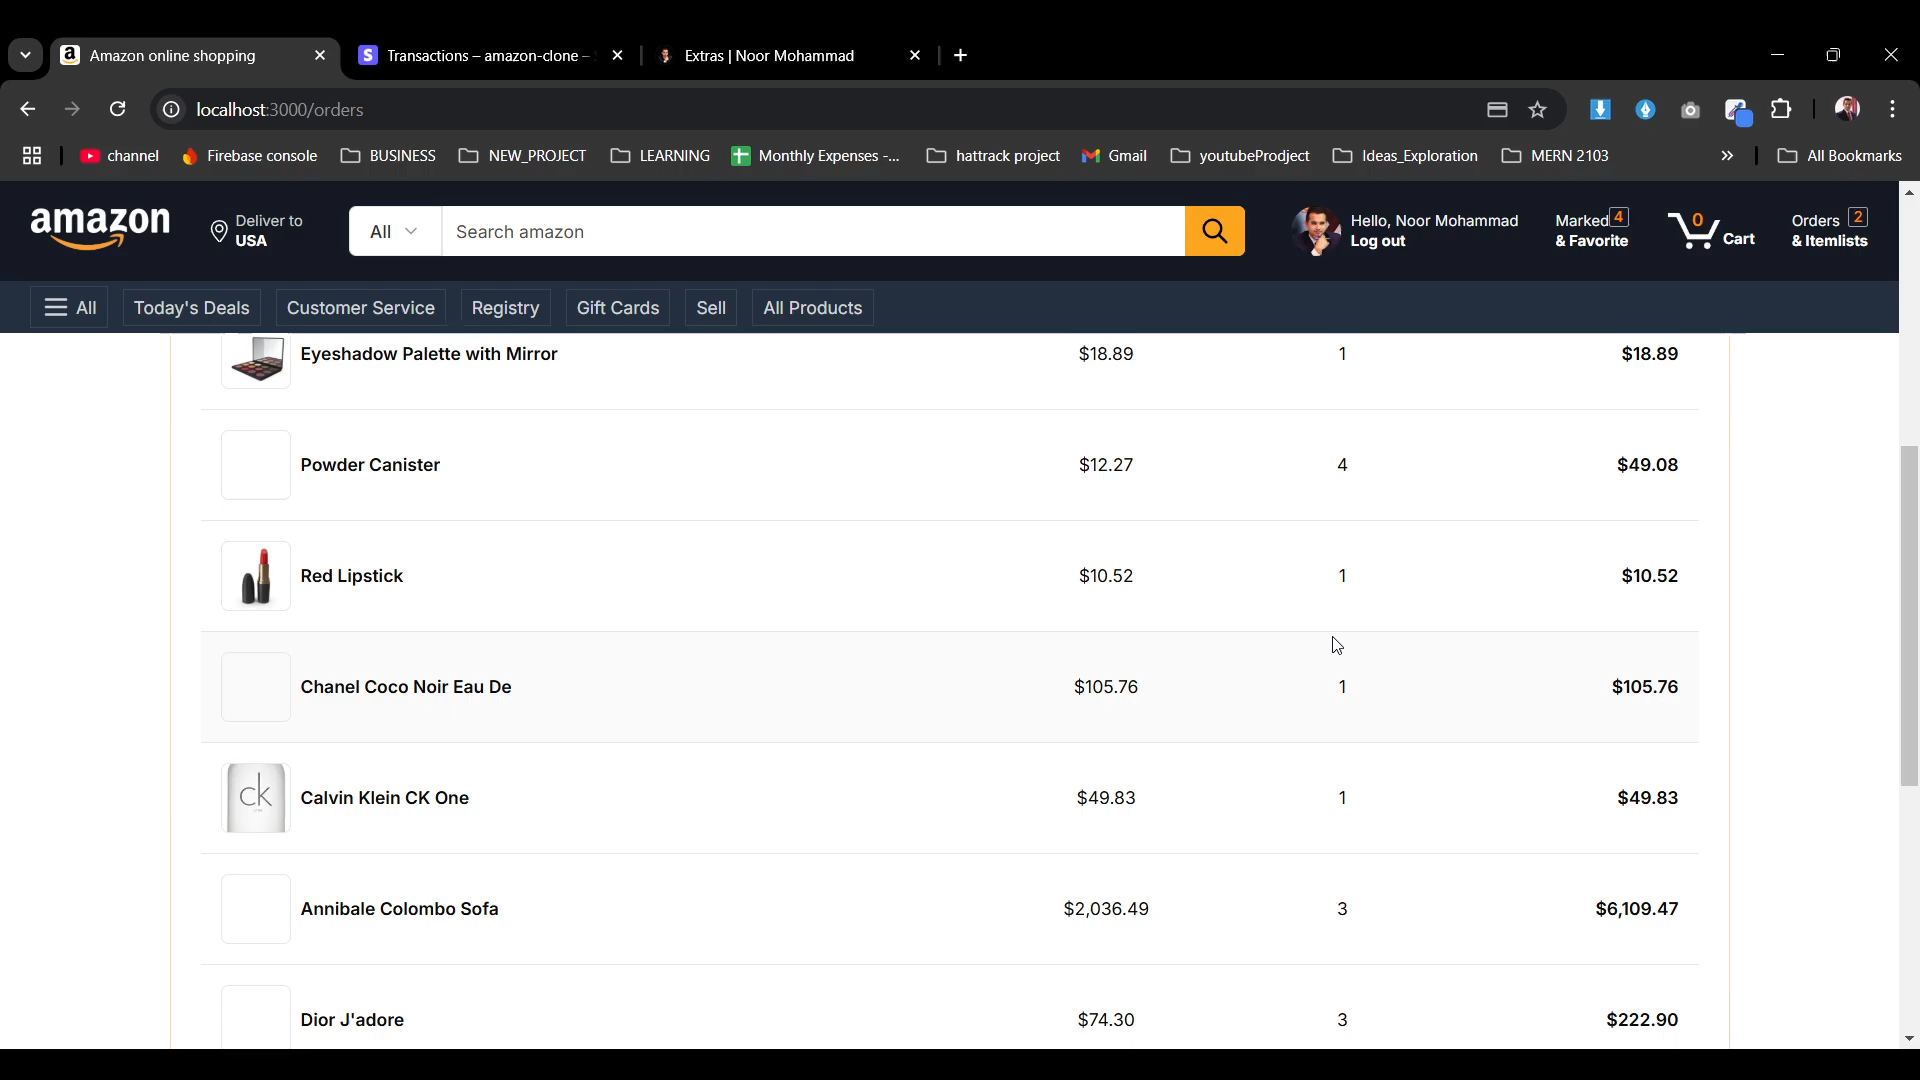 Amazon online shopping
Transactions – amazon-clone –
Extras | Noor Mohammad
localhost:3000/orders
channel
Firebase console
BUSINESS
NEW_PROJECT
LEARNING
Monthly Expenses -...
hattrack project
Gmail
youtubeProdject
Ideas_Exploration
MERN 2103
All Bookmarks
amazon
Deliver to
USA
All
Search amazon
Hello, Noor Mohammad
Log out
Marked 4
& Favorite
0
Cart
Orders 2
& Itemlists
All
Today's Deals
Customer Service
Registry
Gift Cards
Sell
All Products
Eyeshadow Palette with Mirror $18.89 1 $18.89
Powder Canister $12.27 4 $49.08
Red Lipstick $10.52 1 $10.52
Chanel Coco Noir Eau De $105.76 1 $105.76
ck
Calvin Klein CK One $49.83 1 $49.83
Annibale Colombo Sofa $2,036.49 3 $6,109.47
Dior J'adore $74.30 3 $222.90